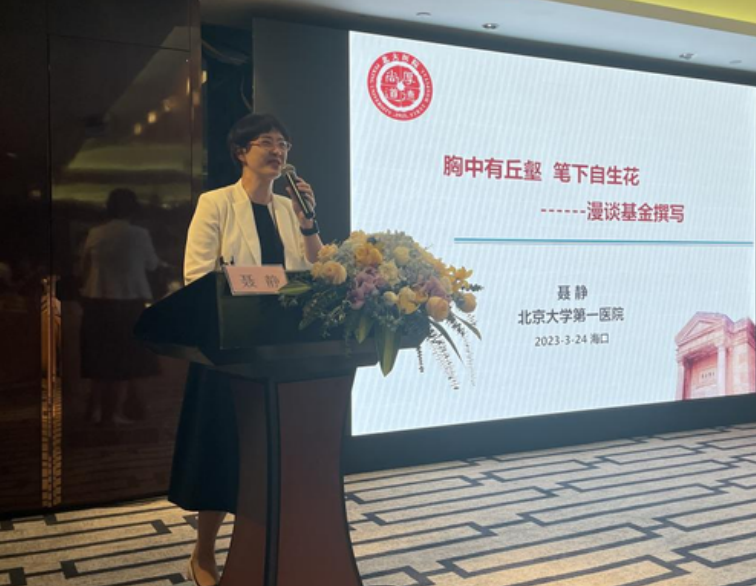 胸中有丘壑 笔下自生花
------漫谈基金撰写
聂 静
北京大学第一医院
2023-3-24 海口
聂 静